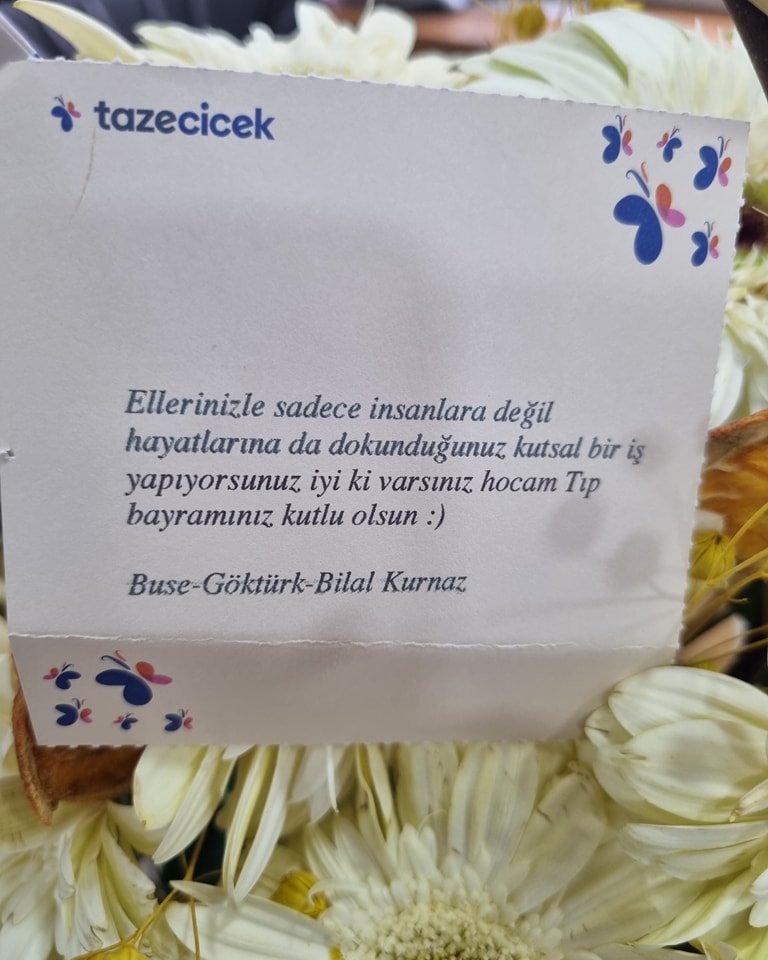 tazecicek
Ellerinizle sadece insanlara değil
hayatlarına da dokunduğunuz kutsal bir iş
yapıyorsunuz iyi ki varsınız hocam Tıp
bayramınız kutlu olsun :)
Buse-Göktürk-Bilal Kurnaz